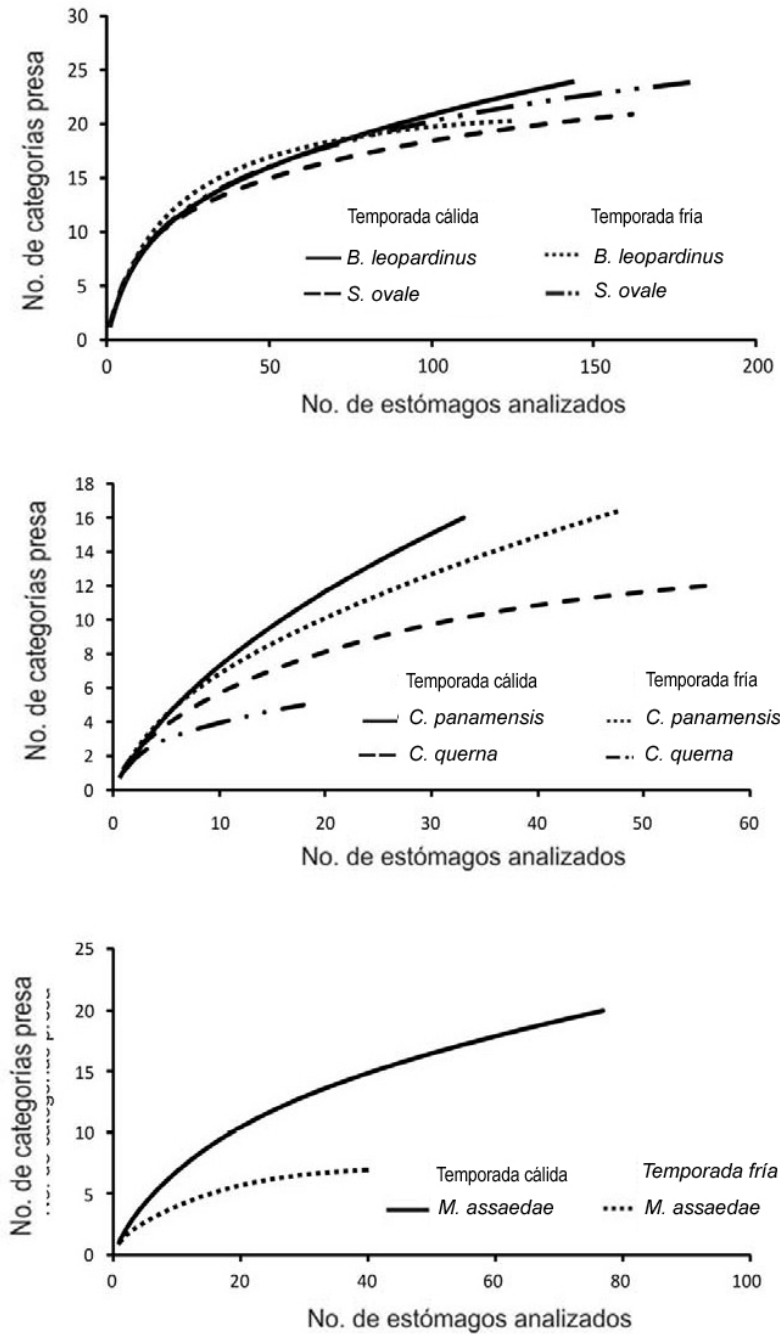 No. de categorías presa
30
25
20
15
10
5
0
0 50 100 150 200
No. de estómagos analizados
Temporada cálida Temporada fría
B. leopardinus B. leopardinus
S. ovale S. ovale
No. de categorías presa
18
16
14
12
10
8
6
4
2
0
0 10 20 30 40 50 60
No. de estómagos analizados
Temporada cálida Temporada fría
C. panamensis C. panamensis
C. querna C. querna
No. de categorías presa
25
20
15
10
5
0
0 20 40 60 80 100
No. de estómagos analizados
Temporada cálida Temporada fría
M. assaedae M. assaedae